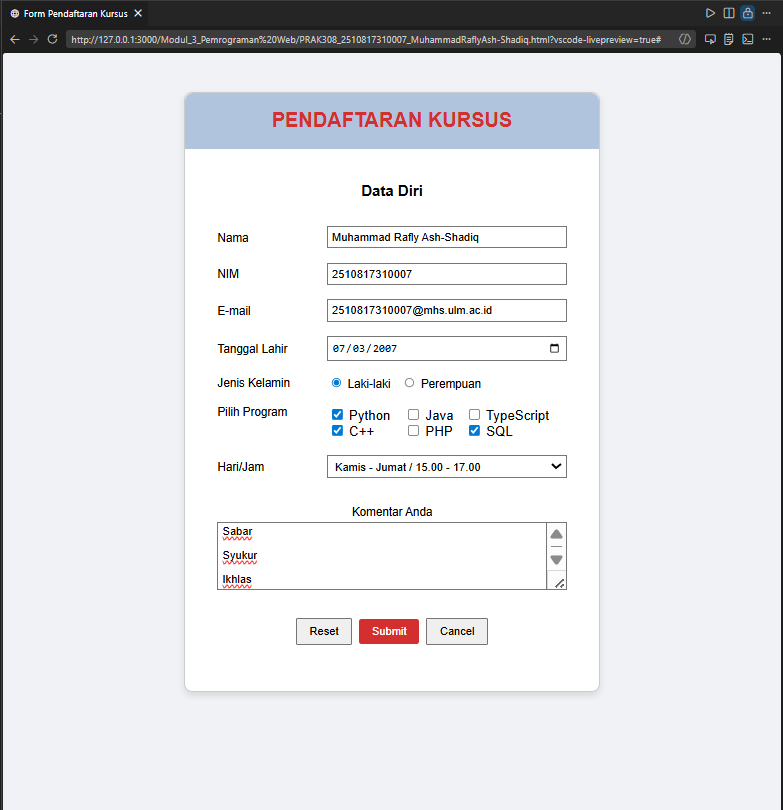 Form Pendaftaran Kursus
http://127.0.0.1:3000/Modul_3_Pemrograman%20Web/PRAK308_2510817310007_MuhammadRaflyAsh-Shadiq.html?vscode-livepreview=true#
PENDAFTARAN KURSUS
Data Diri
Nama Muhammad Rafly Ash-Shadiq
NIM 2510817310007
E-mail 2510817310007@mhs.ulm.ac.id
Tanggal Lahir 07/03/2007
Jenis Kelamin Laki-laki Perempuan
Pilih Program Python Java TypeScript
C++ PHP SQL
Hari/Jam Kamis - Jumat / 15.00 - 17.00
Komentar Anda
Sabar
Syukur
Ikhlas
Reset Submit Cancel